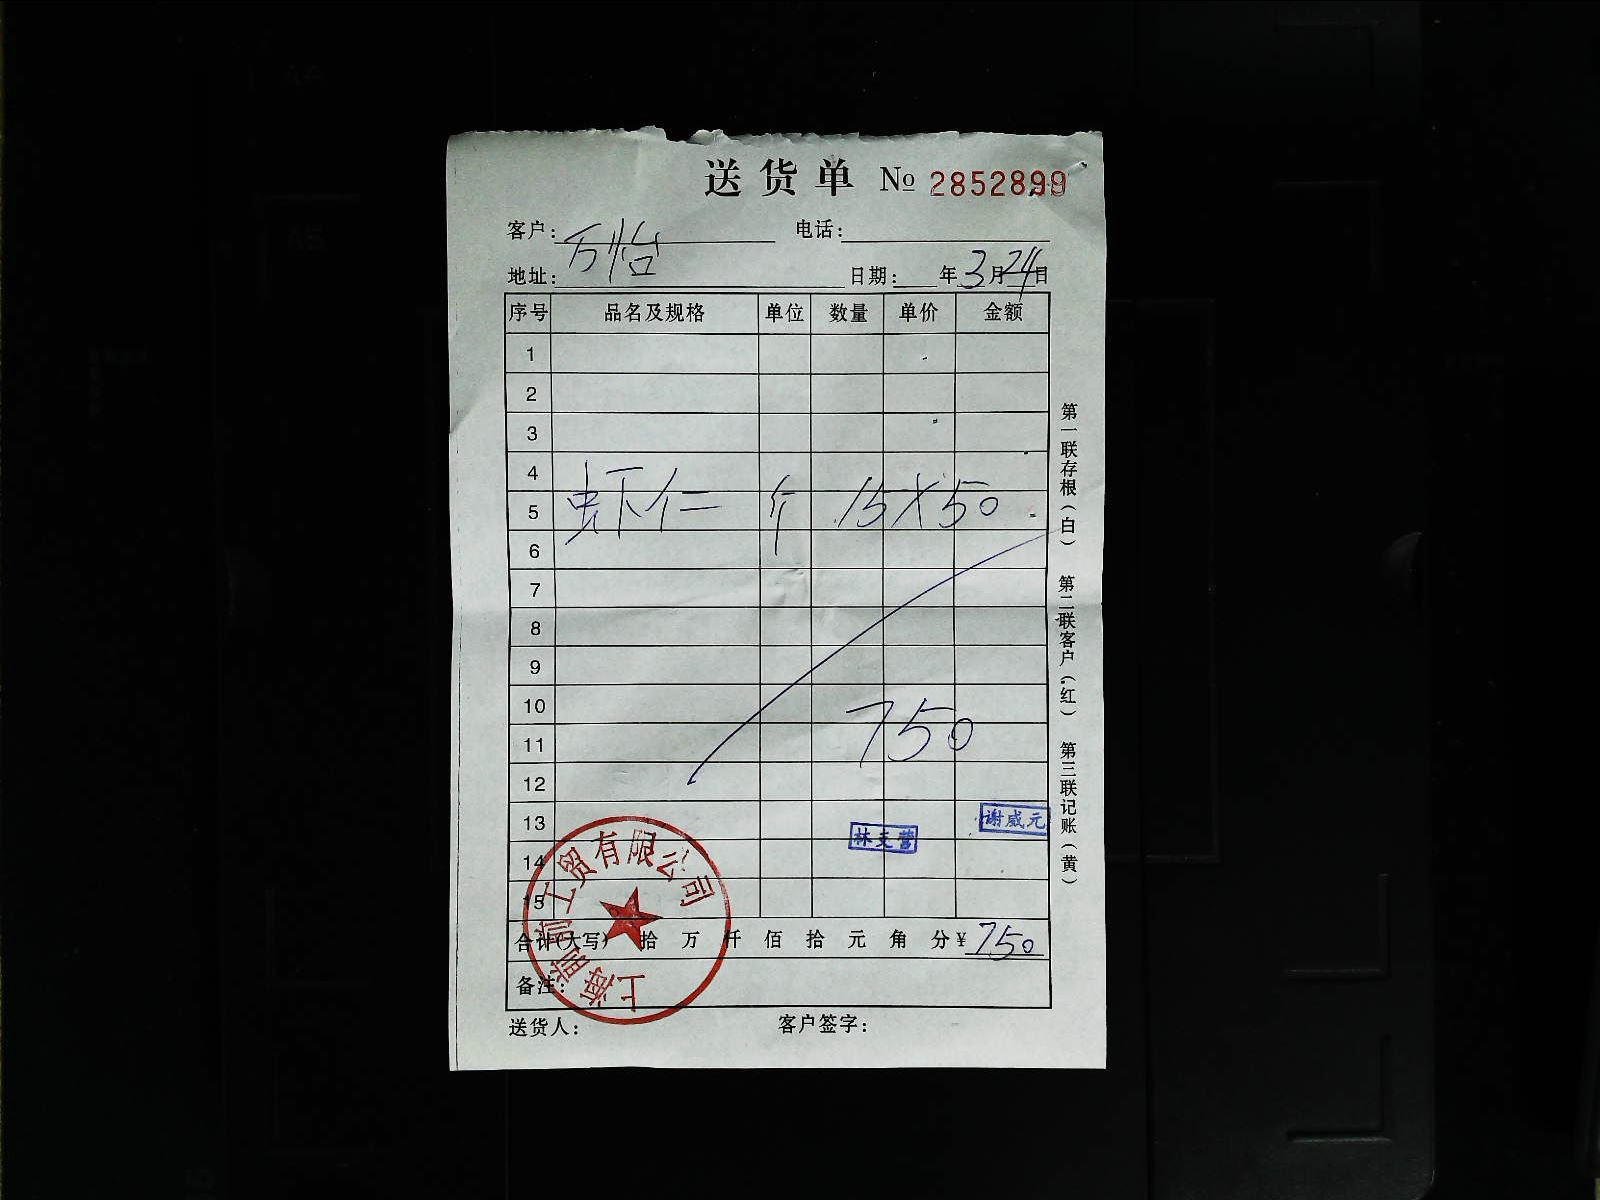 送货单 № 2852899
客户: 万怡 电话:
地址: 日期: 年3月24日
序号 品名及规格 单位 数量 单价 金额
1
2
3
4
5 虾仁 斤 15×50
6
7
8
9
10
11 750
12
13 谢威元
14 林支营
15
合计(大写) 拾 万 仟 佰 拾 元 角 分 ¥ 750
备注:
送货人: 客户签字:
第一联存根(白) 第二联客户(红) 第三联记账(黄)
工贸有限公司
上海